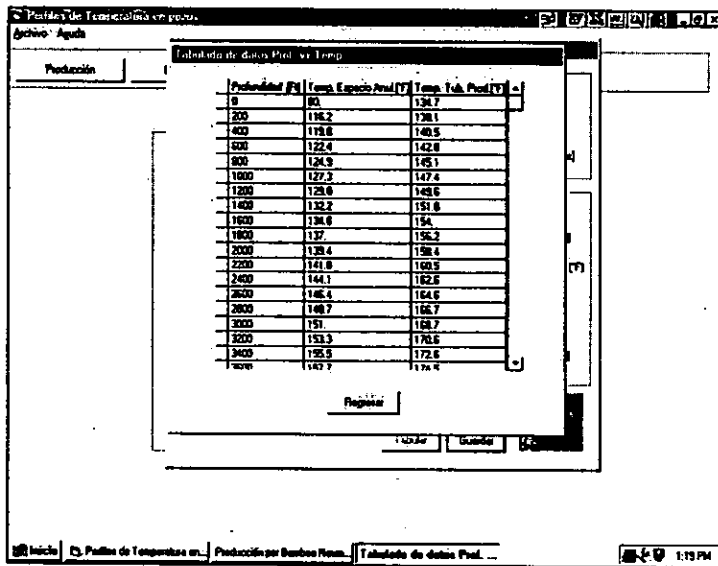 Perfiles de Temperatura en pozos
Archivo Ayuda
Producción
Tabulado de datos Prof. vs Temp
Profundidad (Ft) Temp. Espacio Anul.(°F) Temp. Tub. Prod.(°F)
0 80. 134.7
200 116.2 138.1
400 119.8 140.5
600 122.4 142.8
800 124.9 145.1
1000 127.3 147.4
1200 129.8 149.6
1400 132.2 151.8
1600 134.6 154.
1800 137. 156.2
2000 139.4 158.4
2200 141.8 160.5
2400 144.1 162.6
2600 146.4 164.6
2800 148.7 166.7
3000 151. 168.7
3200 153.3 170.6
3400 155.5 172.6
3600 157.7 174.5
Regresar
Tabular Guardar
Inicio Perfiles de Temperatura en... Producción por Bombeo Neum... Tabulado de datos Prof. ... 1:19 PM